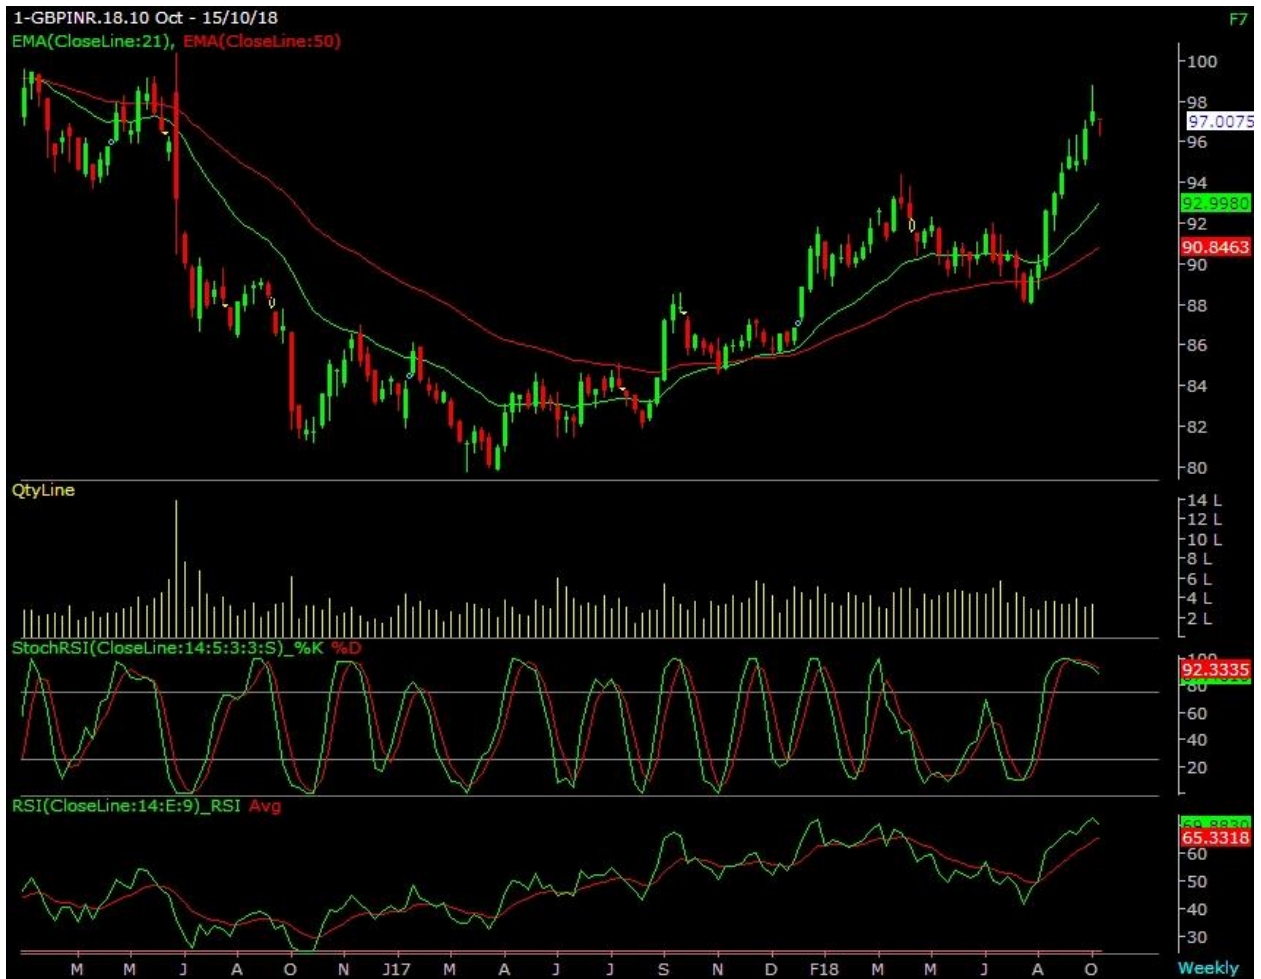 1-GBPINR.18.10 Oct - 15/10/18
F7
EMA(CloseLine:21), EMA(CloseLine:50)
100
98
97.0075
96
94
92.9980
92
90.8463
90
88
86
84
82
80
QtyLine
14 L
12 L
10 L
8 L
6 L
4 L
2 L
StochRSI(CloseLine:14:5:3:3:S)_%K %D
100
92.3335
80
60
40
20
RSI(CloseLine:14:E:9)_RSI Avg
69.8830
65.3318
60
50
40
30
M M J A O N J17 M A J J S N D F18 M M J A O
Weekly